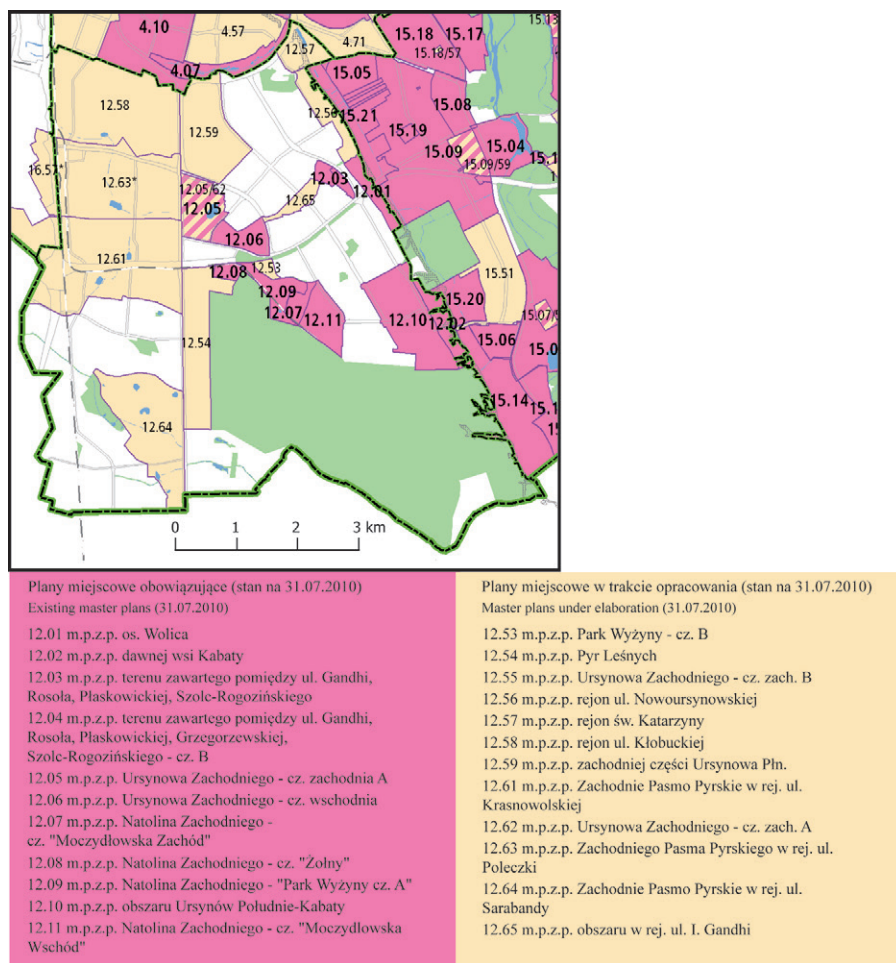 4.10
4.57
12.57
4.71
15.18
15.17
15.13
15.18/57
4.07
15.05
12.58
12.59
12.56
15.21
15.08
15.19
15.04
15.09
15.09/59
16.57*
12.63*
12.05/62
12.03
12.01
12.05
12.65
12.06
12.61
12.08
12.53
15.51
12.09
15.20
12.07
12.11
12.10
12.02
15.07/
12.54
15.06
15.0
15.14
15.1
12.64
0 1 2 3 km
Plany miejscowe obowiązujące (stan na 31.07.2010)
Existing master plans (31.07.2010)
12.01 m.p.z.p. os. Wolica
12.02 m.p.z.p. dawnej wsi Kabaty
12.03 m.p.z.p. terenu zawartego pomiędzy ul. Gandhi,
Rosoła, Płaskowickiej, Szolc-Rogozińskiego
12.04 m.p.z.p. terenu zawartego pomiędzy ul. Gandhi,
Rosoła, Płaskowickiej, Grzegorzewskiej,
Szolc-Rogozińskiego - cz. B
12.05 m.p.z.p. Ursynowa Zachodniego - cz. zachodnia A
12.06 m.p.z.p. Ursynowa Zachodniego - cz. wschodnia
12.07 m.p.z.p. Natolina Zachodniego -
cz. "Moczydłowska Zachód"
12.08 m.p.z.p. Natolina Zachodniego - cz. "Żołny"
12.09 m.p.z.p. Natolina Zachodniego - "Park Wyżyny cz. A"
12.10 m.p.z.p. obszaru Ursynów Południe-Kabaty
12.11 m.p.z.p. Natolina Zachodniego - cz. "Moczydlowska
Wschód"
Plany miejscowe w trakcie opracowania (stan na 31.07.2010)
Master plans under elaboration (31.07.2010)
12.53 m.p.z.p. Park Wyżyny - cz. B
12.54 m.p.z.p. Pyr Leśnych
12.55 m.p.z.p. Ursynowa Zachodniego - cz. zach. B
12.56 m.p.z.p. rejon ul. Nowoursynowskiej
12.57 m.p.z.p. rejon św. Katarzyny
12.58 m.p.z.p. rejon ul. Kłobuckiej
12.59 m.p.z.p. zachodniej części Ursynowa Płn.
12.61 m.p.z.p. Zachodnie Pasmo Pyrskie w rej. ul.
Krasnowolskiej
12.62 m.p.z.p. Ursynowa Zachodniego - cz. zach. A
12.63 m.p.z.p. Zachodniego Pasma Pyrskiego w rej. ul.
Poleczki
12.64 m.p.z.p. Zachodnie Pasmo Pyrskie w rej. ul.
Sarabandy
12.65 m.p.z.p. obszaru w rej. ul. I. Gandhi